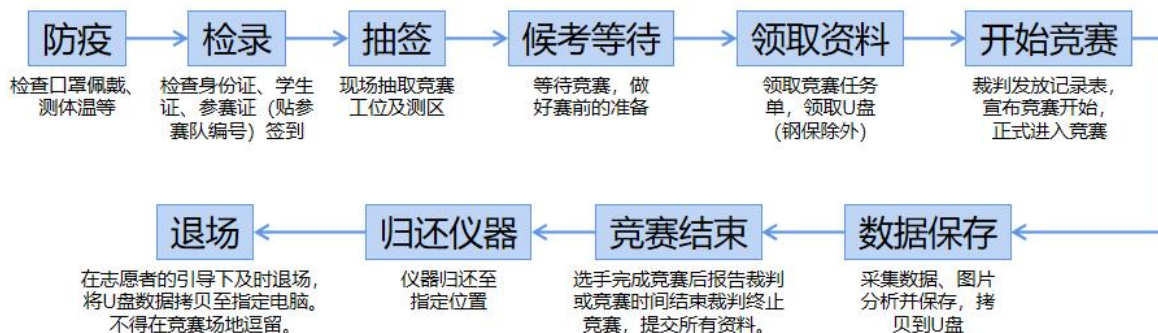 防疫
检查口罩佩戴、
测体温等
检录
检查身份证、学生
证、参赛证（贴参
赛队编号）签到
抽签
现场抽取竞赛
工位及测区
候考等待
等待竞赛，做
好赛前的准备
领取资料
领取竞赛任务
单，领取U盘
（钢保除外）
开始竞赛
裁判发放记录表，
宣布竞赛开始，
正式进入竞赛
数据保存
采集数据、图片
分析并保存，拷
贝到U盘
竞赛结束
选手完成竞赛后报告裁判
或竞赛时间结束裁判终止
竞赛，提交所有资料。
归还仪器
仪器归还至
指定位置
退场
在志愿者的引导下及时退场，
将U盘数据拷贝至指定电脑。
不得在竞赛场地逗留。